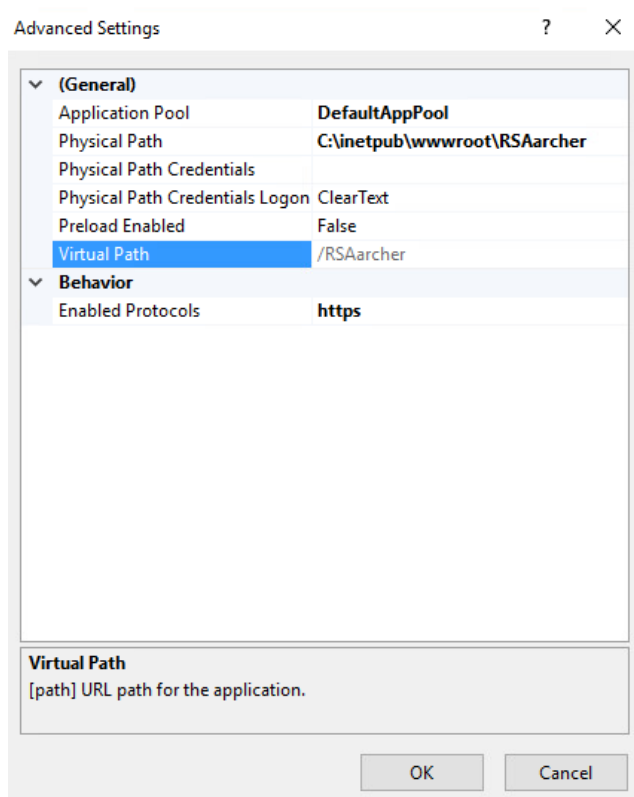 Advanced Settings ? ×
(General)
Application Pool DefaultAppPool
Physical Path C:\inetpub\wwwroot\RSAarcher
Physical Path Credentials
Physical Path Credentials Logon ClearText
Preload Enabled False
Virtual Path /RSAarcher
Behavior
Enabled Protocols https
Virtual Path
[path] URL path for the application.
OK Cancel